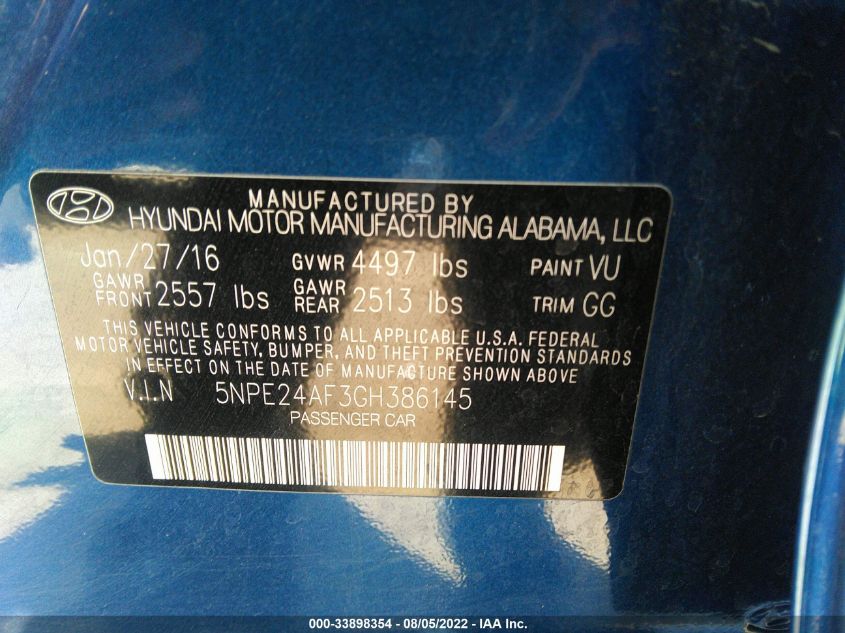 MANUFACTURED BY
HYUNDAI MOTOR MANUFACTURING ALABAMA, LLC
Jan/27/16 GVWR 4497 lbs PAINT VU
GAWR FRONT 2557 lbs GAWR REAR 2513 lbs TRIM GG
THIS VEHICLE CONFORMS TO ALL APPLICABLE U.S.A. FEDERAL
MOTOR VEHICLE SAFETY, BUMPER, AND THEFT PREVENTION STANDARDS
IN EFFECT ON THE DATE OF MANUFACTURE SHOWN ABOVE
V.I.N 5NPE24AF3GH386145
PASSENGER CAR
000-33898354 - 08/05/2022 - IAA Inc.